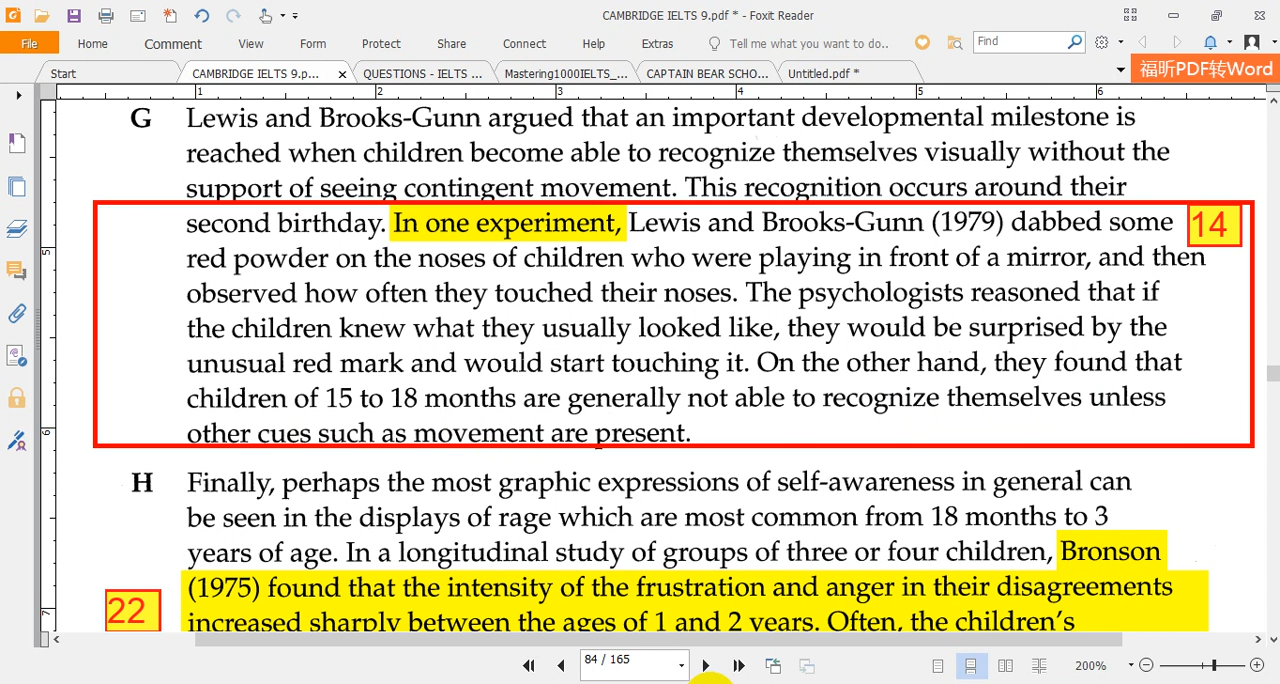 CAMBRIDGE IELTS 9.pdf * - Foxit Reader
File Home Comment View Form Protect Share Connect Help Extras Tell me what you want to do.. Find
Start CAMBRIDGE IELTS 9.p... × QUESTIONS - IELTS ... Mastering1000IELTS_... CAPTAIN BEAR SCHO... Untitled.pdf * 福昕PDF转Word
1 2 3 4 5 6
G Lewis and Brooks-Gunn argued that an important developmental milestone is
reached when children become able to recognize themselves visually without the
support of seeing contingent movement. This recognition occurs around their
second birthday. In one experiment, Lewis and Brooks-Gunn (1979) dabbed some 14
red powder on the noses of children who were playing in front of a mirror, and then
observed how often they touched their noses. The psychologists reasoned that if
the children knew what they usually looked like, they would be surprised by the
unusual red mark and would start touching it. On the other hand, they found that
children of 15 to 18 months are generally not able to recognize themselves unless
other cues such as movement are present.
H Finally, perhaps the most graphic expressions of self-awareness in general can
be seen in the displays of rage which are most common from 18 months to 3
years of age. In a longitudinal study of groups of three or four children, Bronson
(1975) found that the intensity of the frustration and anger in their disagreements
22 increased sharply between the ages of 1 and 2 years. Often, the children's
5
6
7
84 / 165 200%